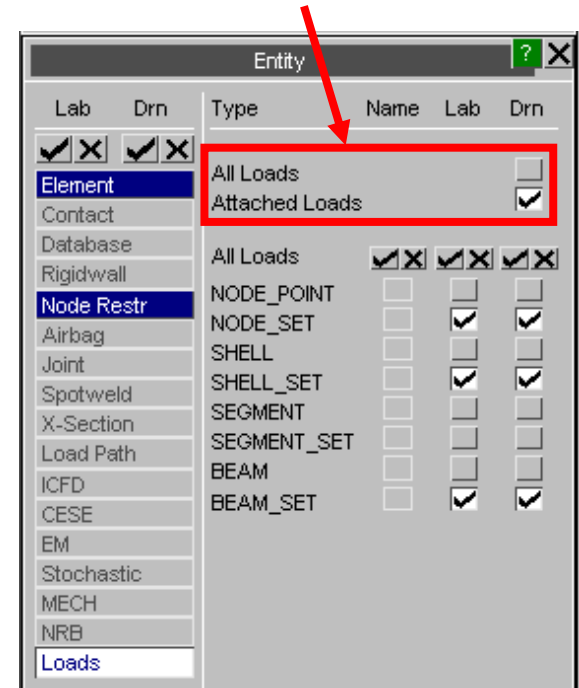 Entity ?
Lab Drn
Element
Contact
Database
Rigidwall
Node Restr
Airbag
Joint
Spotweld
X-Section
Load Path
ICFD
CESE
EM
Stochastic
MECH
NRB
Loads
Type Name Lab Drn
All Loads
Attached Loads
All Loads
NODE_POINT
NODE_SET
SHELL
SHELL_SET
SEGMENT
SEGMENT_SET
BEAM
BEAM_SET